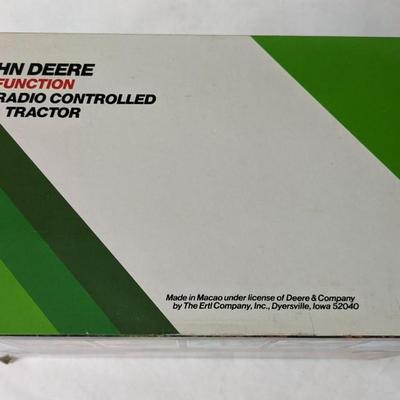 HN DEERE
FUNCTION
RADIO CONTROLLED
TRACTOR
Made in Macao under license of Deere & Company
by The Ertl Company, Inc., Dyersville, Iowa 52040